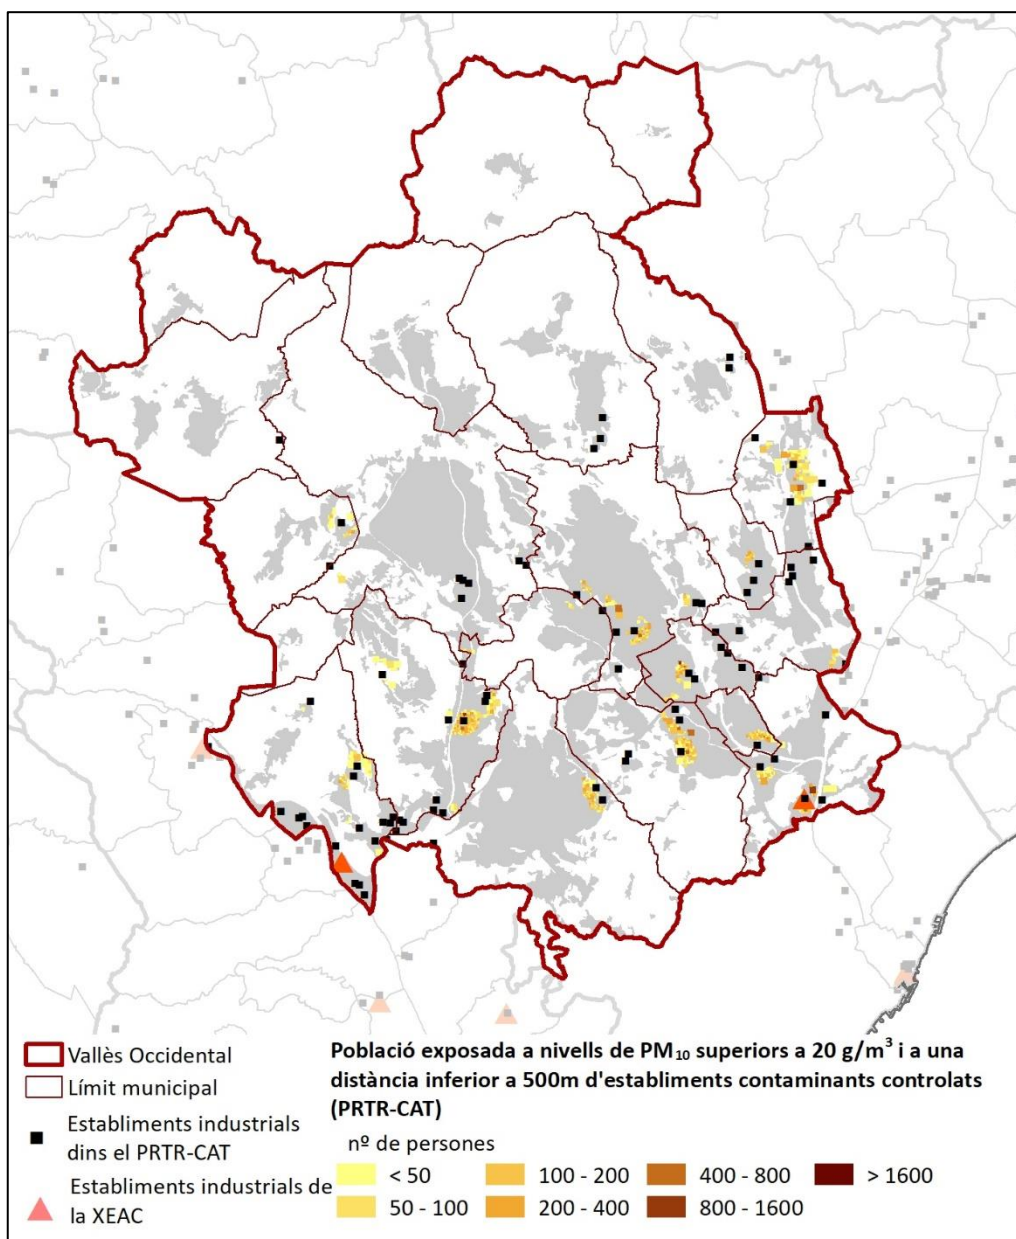 Vallès Occidental
Límit municipal
Establiments industrials
dins el PRTR-CAT
Establiments industrials de
la XEAC
Població exposada a nivells de PM₁₀ superiors a 20 g/m³ i a una
distància inferior a 500m d'establiments contaminants controlats
(PRTR-CAT)
nº de persones
< 50
100 - 200
400 - 800
> 1600
50 - 100
200 - 400
800 - 1600